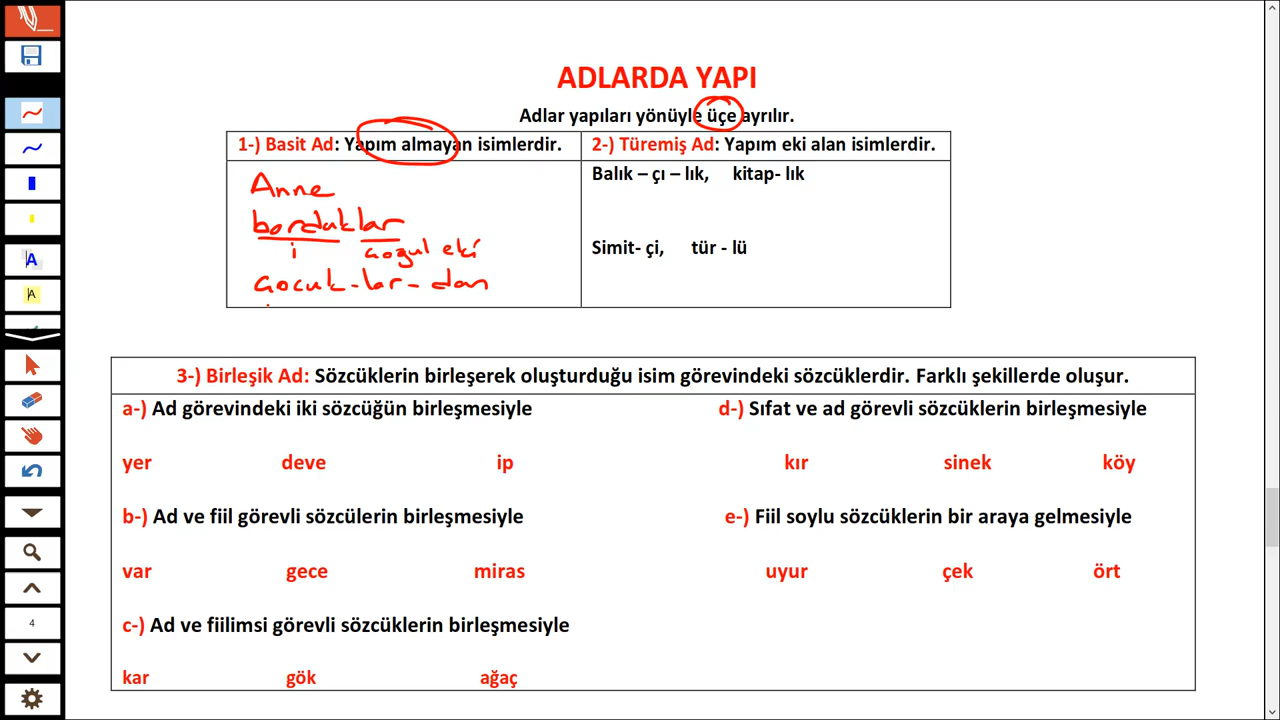 ADLARDA YAPI
Adlar yapıları yönüyle üçe ayrılır.
1-) Basit Ad: Yapım almayan isimlerdir.
Anne
bardaklar
i çoğul eki
çocuk-lar-dan
2-) Türemiş Ad: Yapım eki alan isimlerdir.
Balık – çı – lık, kitap- lık
Simit- çi, tür - lü
3-) Birleşik Ad: Sözcüklerin birleşerek oluşturduğu isim görevindeki sözcüklerdir. Farklı şekillerde oluşur.
a-) Ad görevindeki iki sözcüğün birleşmesiyle
yer deve ip
b-) Ad ve fiil görevli sözcülerin birleşmesiyle
var gece miras
c-) Ad ve fiilimsi görevli sözcüklerin birleşmesiyle
kar gök ağaç
d-) Sıfat ve ad görevli sözcüklerin birleşmesiyle
kır sinek köy
e-) Fiil soylu sözcüklerin bir araya gelmesiyle
uyur çek ört
A
A
4